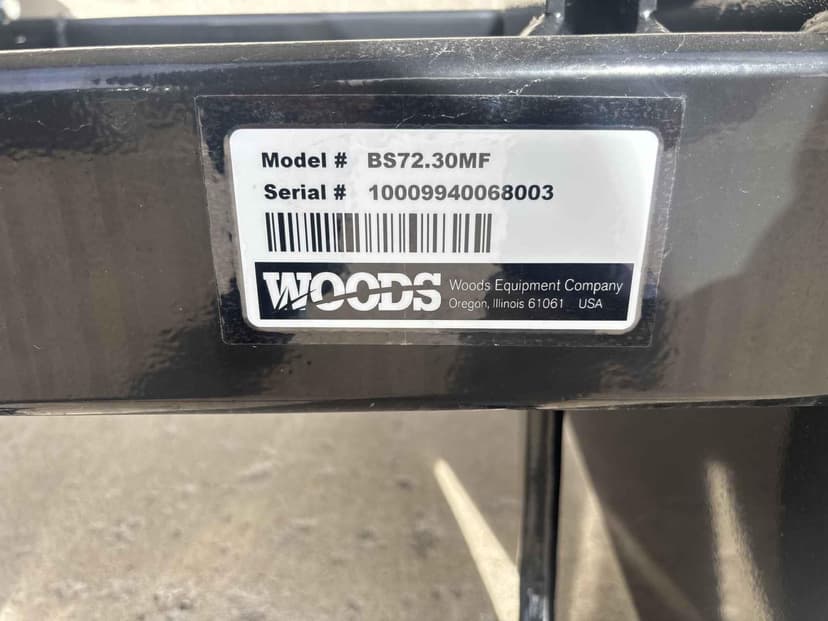 Model # BS72.30MF
Serial # 10009940068003
WOODS Woods Equipment Company
Oregon, Illinois 61061 USA